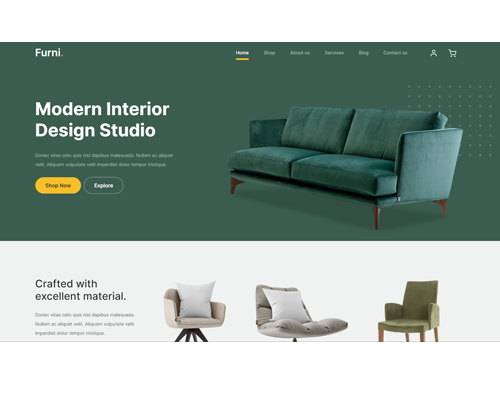 Furni.
Home Shop About us Services Blog Contact us
Modern Interior
Design Studio
Donec vitae odio quis nisl dapibus malesuada. Nullam ac aliquet
velit. Aliquam vulputate velit imperdiet dolor tempor tristique.
Shop Now Explore
Crafted with
excellent material.
Donec vitae odio quis nisl dapibus malesuada.
Nullam ac aliquet velit. Aliquam vulputate velit
imperdiet dolor tempor tristique.